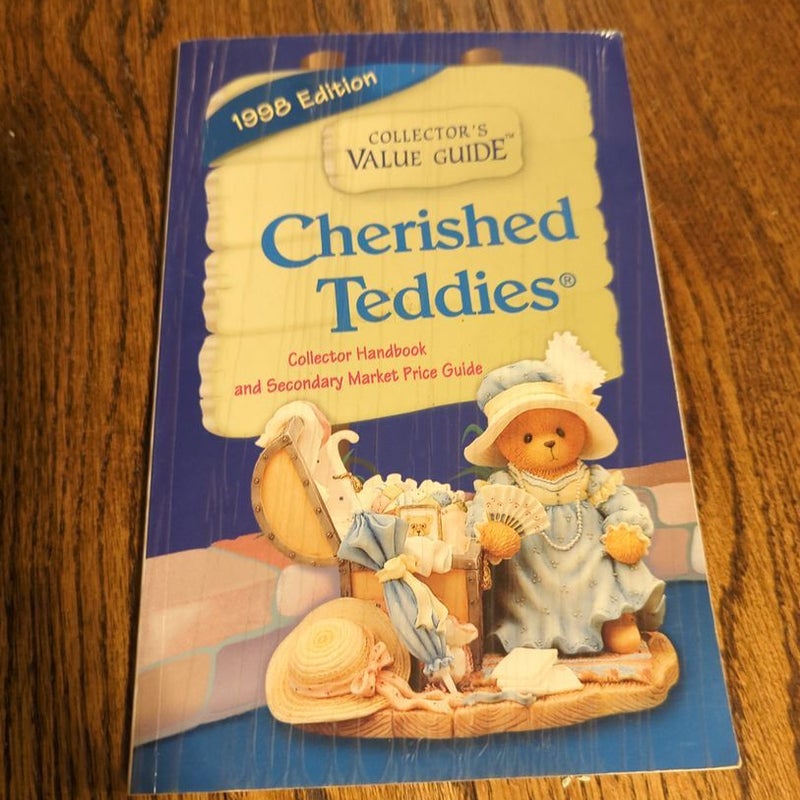 1998 Edition
COLLECTOR'S
VALUE GUIDE™
Cherished
Teddies®
Collector Handbook
and Secondary Market Price Guide